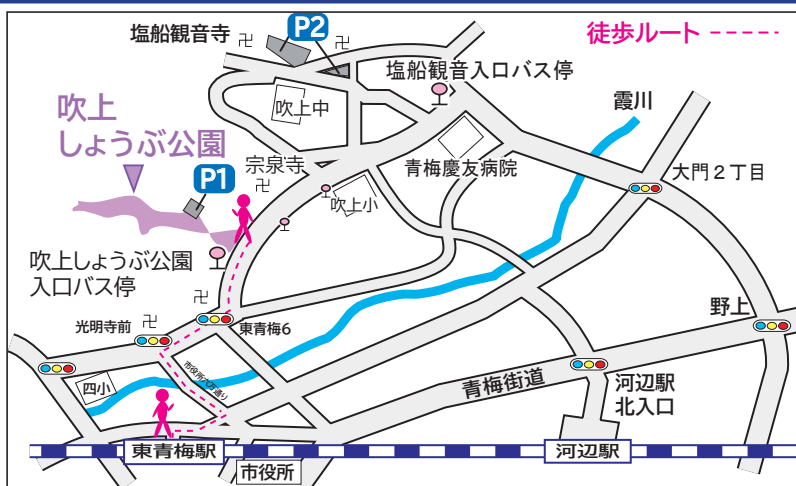 塩船観音寺
P2
徒歩ルート
塩船観音入口バス停
吹上中
霞川
吹上
しょうぶ公園
宗泉寺
P1
青梅慶友病院
大門2丁目
吹上小
吹上しょうぶ公園
入口バス停
光明寺前
東青梅6
野上
市役所六万通り
四小
青梅街道
河辺駅
北入口
東青梅駅
河辺駅
市役所